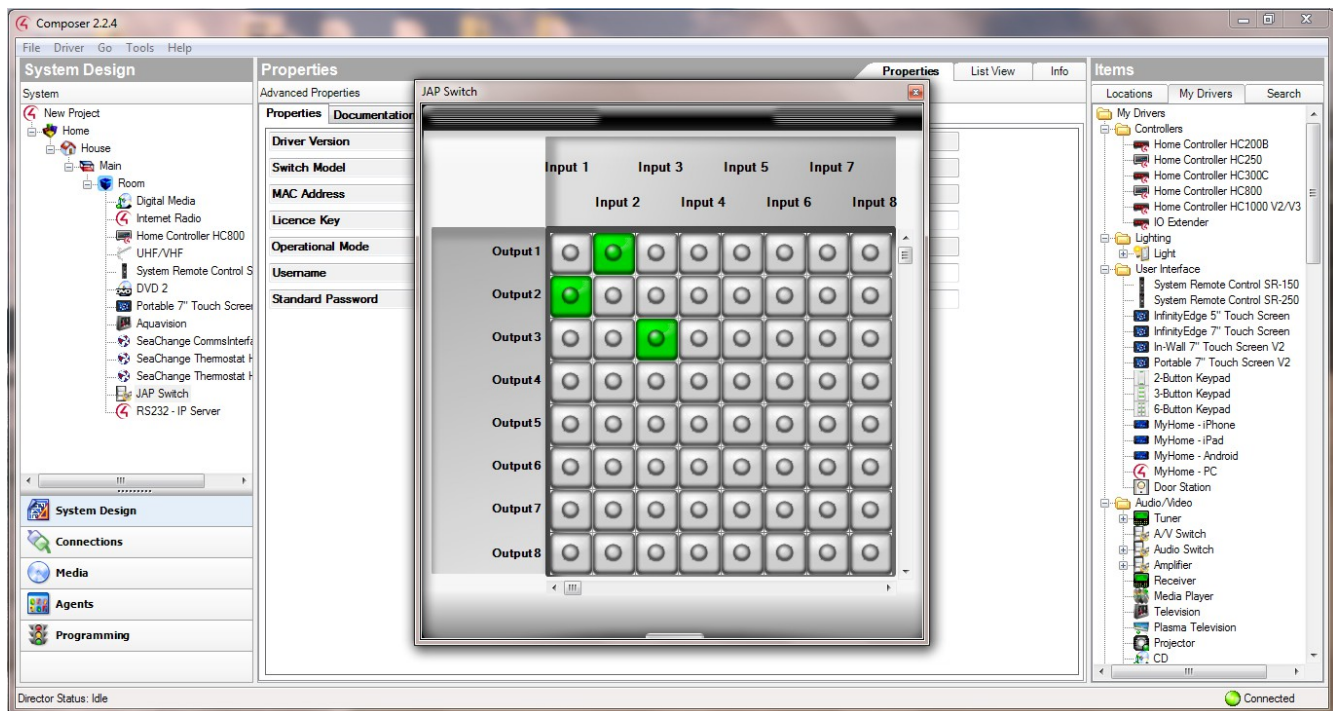 Composer 2.2.4
File Driver Go Tools Help
System Design
System
New Project
Home
House
Main
Room
Digital Media
Internet Radio
Home Controller HC800
UHF/VHF
System Remote Control S
DVD 2
Portable 7" Touch Screen
Aquavision
SeaChange CommsInterfa
SeaChange Thermostat H
SeaChange Thermostat H
JAP Switch
RS232 - IP Server
System Design
Connections
Media
Agents
Programming
Properties
Properties List View Info
Advanced Properties
Properties Documentation
Driver Version
Switch Model
MAC Address
Licence Key
Operational Mode
Username
Standard Password
JAP Switch
Input 1 Input 3 Input 5 Input 7
Input 2 Input 4 Input 6 Input 8
Output 1
Output 2
Output 3
Output 4
Output 5
Output 6
Output 7
Output 8
Items
Locations My Drivers Search
My Drivers
Controllers
Home Controller HC200B
Home Controller HC250
Home Controller HC300C
Home Controller HC800
Home Controller HC1000 V2/V3
IO Extender
Lighting
Light
User Interface
System Remote Control SR-150
System Remote Control SR-250
InfinityEdge 5" Touch Screen
InfinityEdge 7" Touch Screen
In-Wall 7" Touch Screen V2
Portable 7" Touch Screen V2
2-Button Keypad
3-Button Keypad
6-Button Keypad
MyHome - iPhone
MyHome - iPad
MyHome - Android
MyHome - PC
Door Station
Audio/Video
Tuner
A/V Switch
Audio Switch
Amplifier
Receiver
Media Player
Television
Plasma Television
Projector
CD
Director Status: Idle
Connected